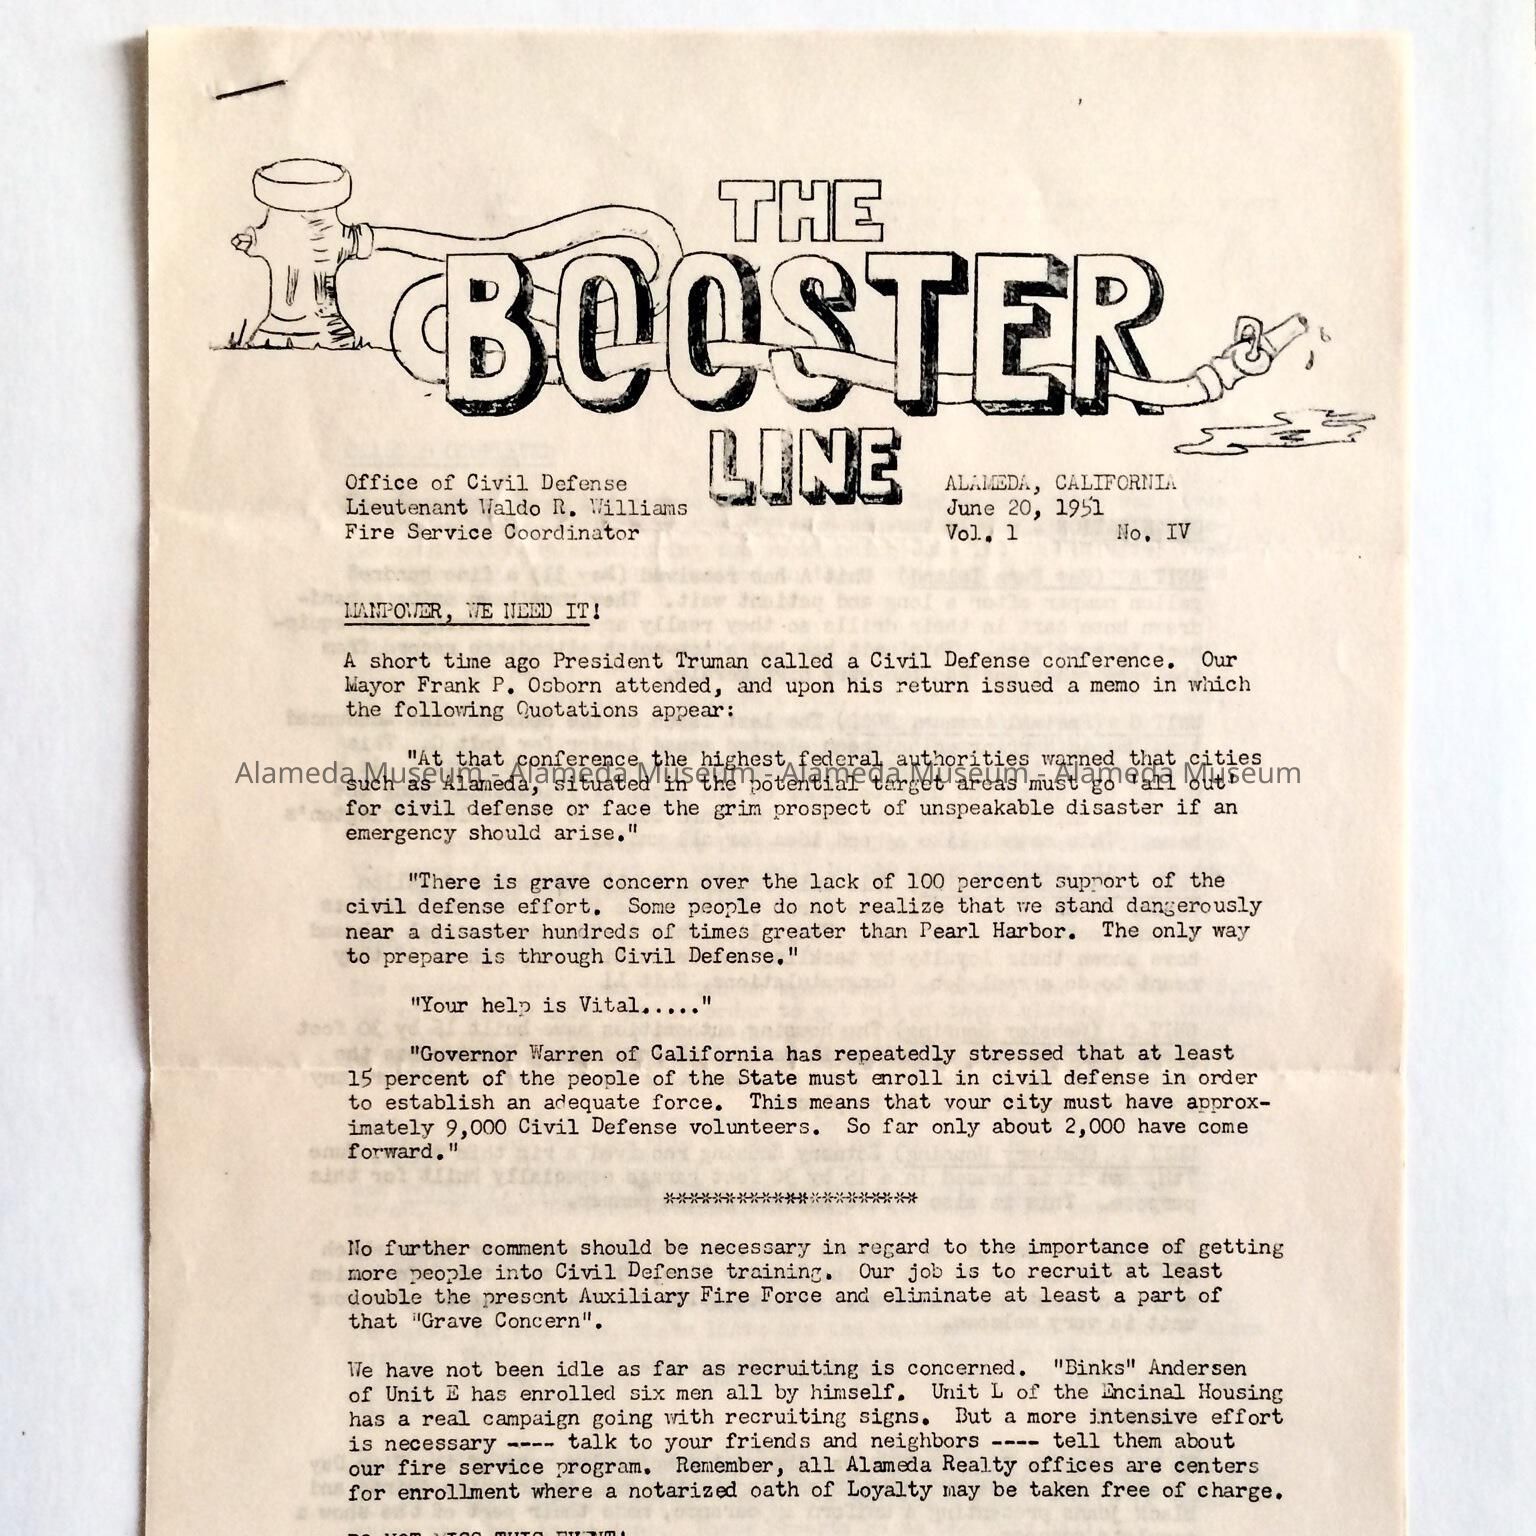 THE
BOOSTER
LINE
Office of Civil Defense
Lieutenant Waldo R. Williams
Fire Service Coordinator
ALAMEDA, CALIFORNIA
June 20, 1951
Vol. 1 No. IV
MANPOWER, WE NEED IT!
A short time ago President Truman called a Civil Defense conference. Our
Mayor Frank P. Osborn attended, and upon his return issued a memo in which
the following Quotations appear:
"At that conference the highest federal authorities warned that cities
Alameda Museum - Alameda Museum - Alameda Museum - Alameda Museum
such as Alameda, situated in the potential target areas must go 'all out'
for civil defense or face the grim prospect of unspeakable disaster if an
emergency should arise."
"There is grave concern over the lack of 100 percent support of the
civil defense effort. Some people do not realize that we stand dangerously
near a disaster hundreds of times greater than Pearl Harbor. The only way
to prepare is through Civil Defense."
"Your help is Vital....."
"Governor Warren of California has repeatedly stressed that at least
15 percent of the people of the State must enroll in civil defense in order
to establish an adequate force. This means that your city must have approx-
imately 9,000 Civil Defense volunteers. So far only about 2,000 have come
forward."
************************
No further comment should be necessary in regard to the importance of getting
more people into Civil Defense training. Our job is to recruit at least
double the present Auxiliary Fire Force and eliminate at least a part of
that "Grave Concern".
We have not been idle as far as recruiting is concerned. "Binks" Andersen
of Unit E has enrolled six men all by himself. Unit L of the Encinal Housing
has a real campaign going with recruiting signs. But a more intensive effort
is necessary ---- talk to your friends and neighbors ---- tell them about
our fire service program. Remember, all Alameda Realty offices are centers
for enrollment where a notarized oath of Loyalty may be taken free of charge.
DO NOT MISS THIS EVENT!